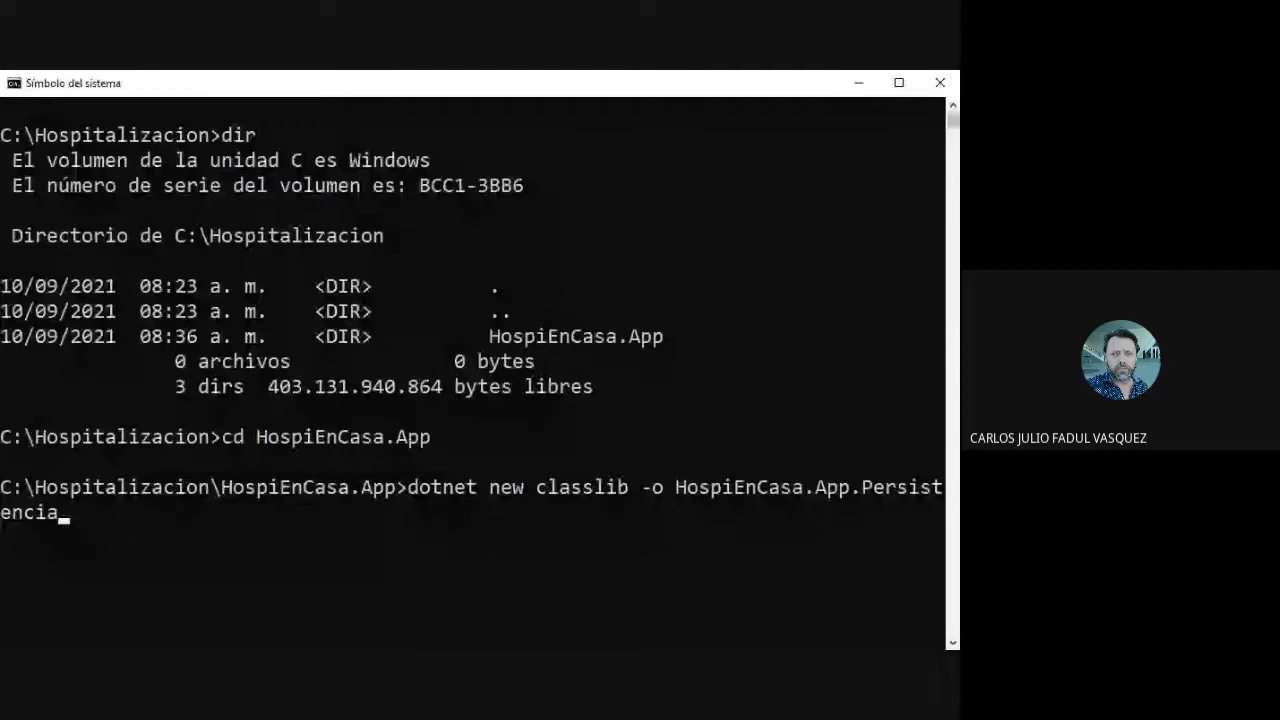 Símbolo del sistema
C:\Hospitalizacion>dir
El volumen de la unidad C es Windows
El número de serie del volumen es: BCC1-3BB6
Directorio de C:\Hospitalizacion
10/09/2021 08:23 a. m. <DIR> .
10/09/2021 08:23 a. m. <DIR> ..
10/09/2021 08:36 a. m. <DIR> HospiEnCasa.App
0 archivos 0 bytes
3 dirs 403.131.940.864 bytes libres
C:\Hospitalizacion>cd HospiEnCasa.App
C:\Hospitalizacion\HospiEnCasa.App>dotnet new classlib -o HospiEnCasa.App.Persist
encia
CARLOS JULIO FADUL VASQUEZ